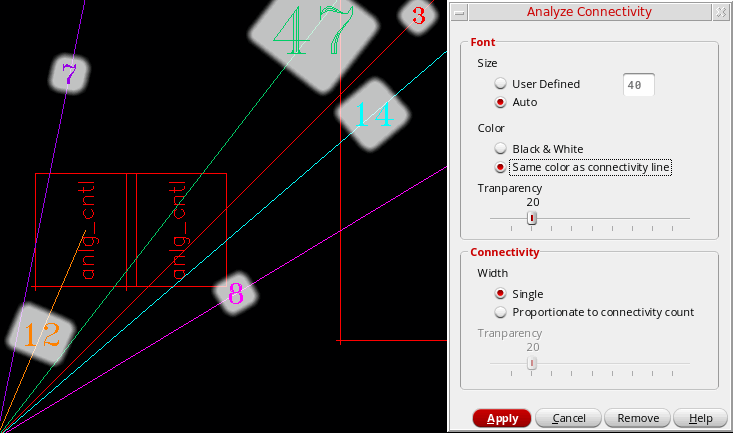 47
3
7
14
anlg_cntl
anlg_cntl
8
12
Analyze Connectivity
Font
Size
User Defined 40
Auto
Color
Black & White
Same color as connectivity line
Tranparency
20
Connectivity
Width
Single
Proportionate to connectivity count
Tranparency
20
Apply Cancel Remove Help